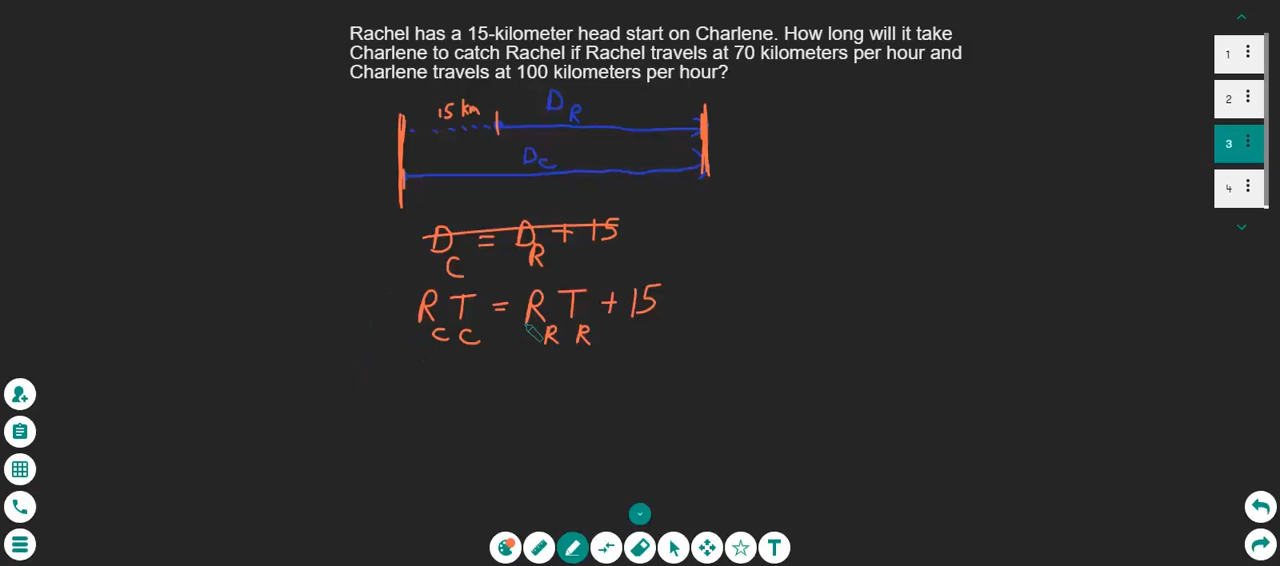 Rachel has a 15-kilometer head start on Charlene. How long will it take
Charlene to catch Rachel if Rachel travels at 70 kilometers per hour and
Charlene travels at 100 kilometers per hour?
15 km D_R
D_C
D_C = D_R + 15
R_C T_C = R_R T_R + 15
1
2
3
4
T